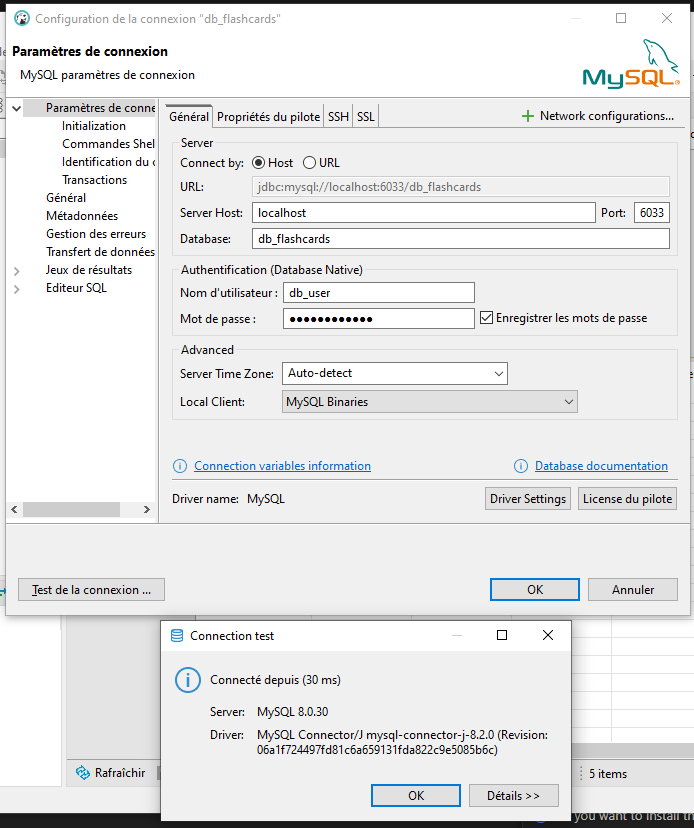 Configuration de la connexion "db_flashcards"
Paramètres de connexion
MySQL paramètres de connexion
MySQL
Paramètres de conne
Initialization
Commandes Shel
Identification du c
Transactions
Général
Métadonnées
Gestion des erreurs
Transfert de données
Jeux de résultats
Editeur SQL
Général Propriétés du pilote SSH SSL Network configurations...
Server
Connect by: Host URL
URL: jdbc:mysql://localhost:6033/db_flashcards
Server Host: localhost Port: 6033
Database: db_flashcards
Authentification (Database Native)
Nom d'utilisateur : db_user
Mot de passe : ●●●●●●●●●●●● Enregistrer les mots de passe
Advanced
Server Time Zone: Auto-detect
Local Client: MySQL Binaries
Connection variables information Database documentation
Driver name: MySQL Driver Settings License du pilote
Test de la connexion ... OK Annuler
Connection test
Connecté depuis (30 ms)
Server: MySQL 8.0.30
Driver: MySQL Connector/J mysql-connector-j-8.2.0 (Revision:
06a1f724497fd81c6a659131fda822c9e5085b6c)
OK Détails >>
Rafraîchir 5 items
you want to install th